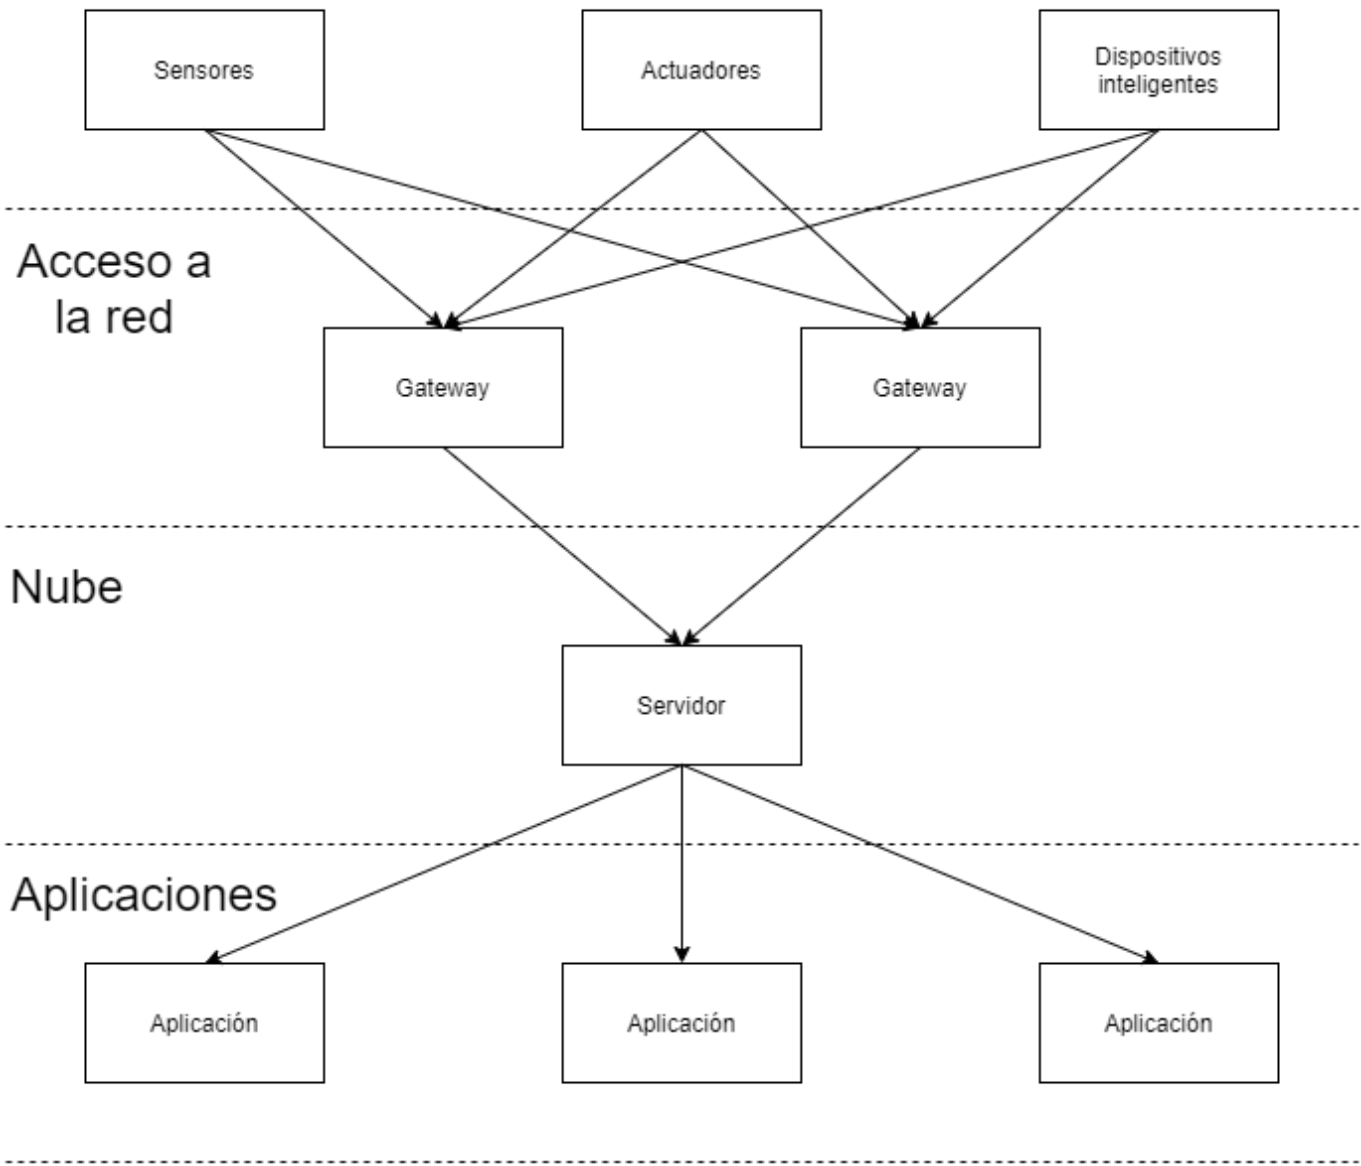 Sensores
Actuadores
Dispositivos
inteligentes
Acceso a
la red
Gateway
Gateway
Nube
Servidor
Aplicaciones
Aplicación
Aplicación
Aplicación